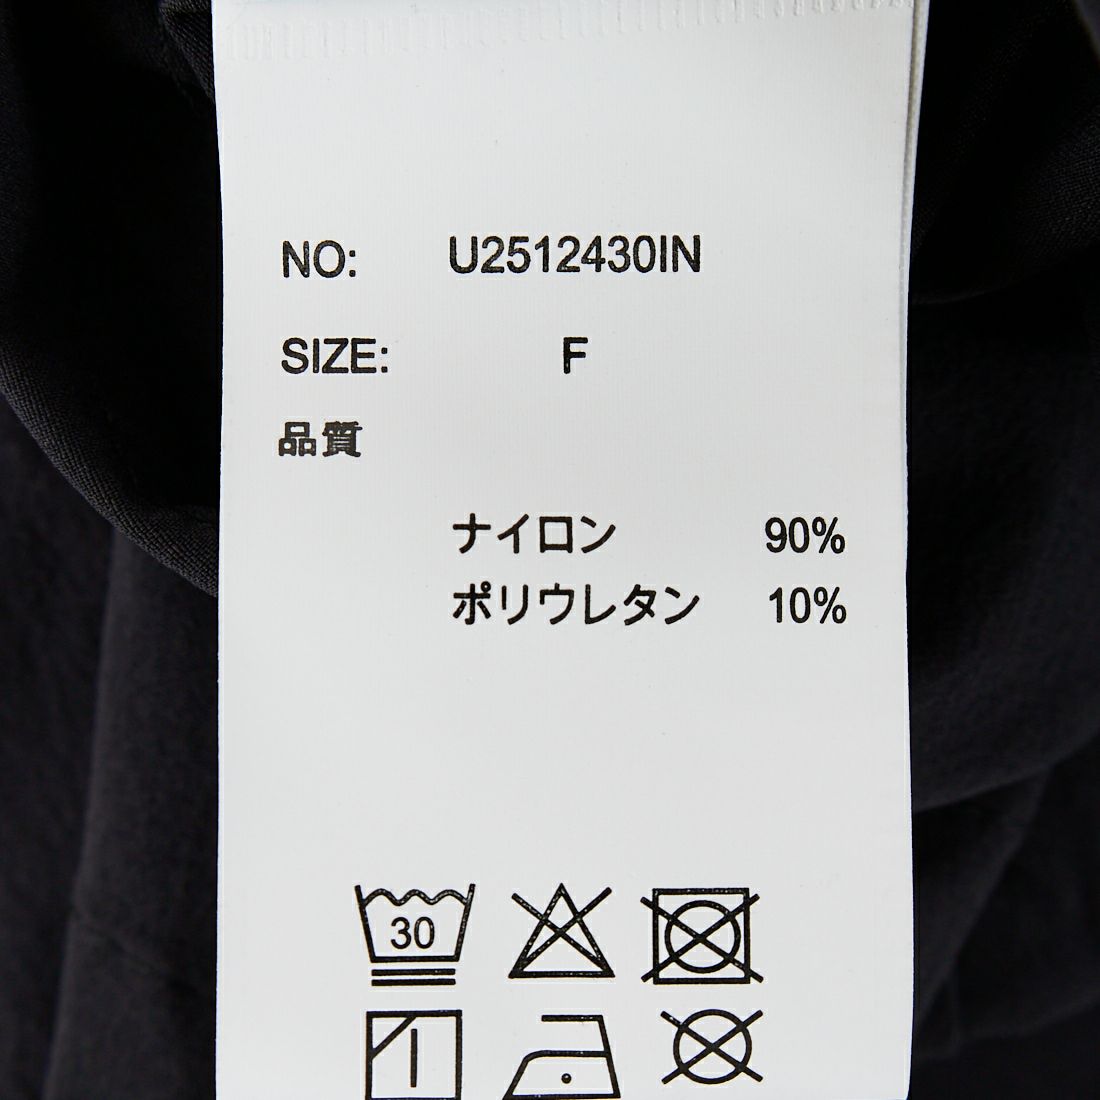 NO: U2512430IN
SIZE: F
品質
ナイロン 90%
ポリウレタン 10%
30